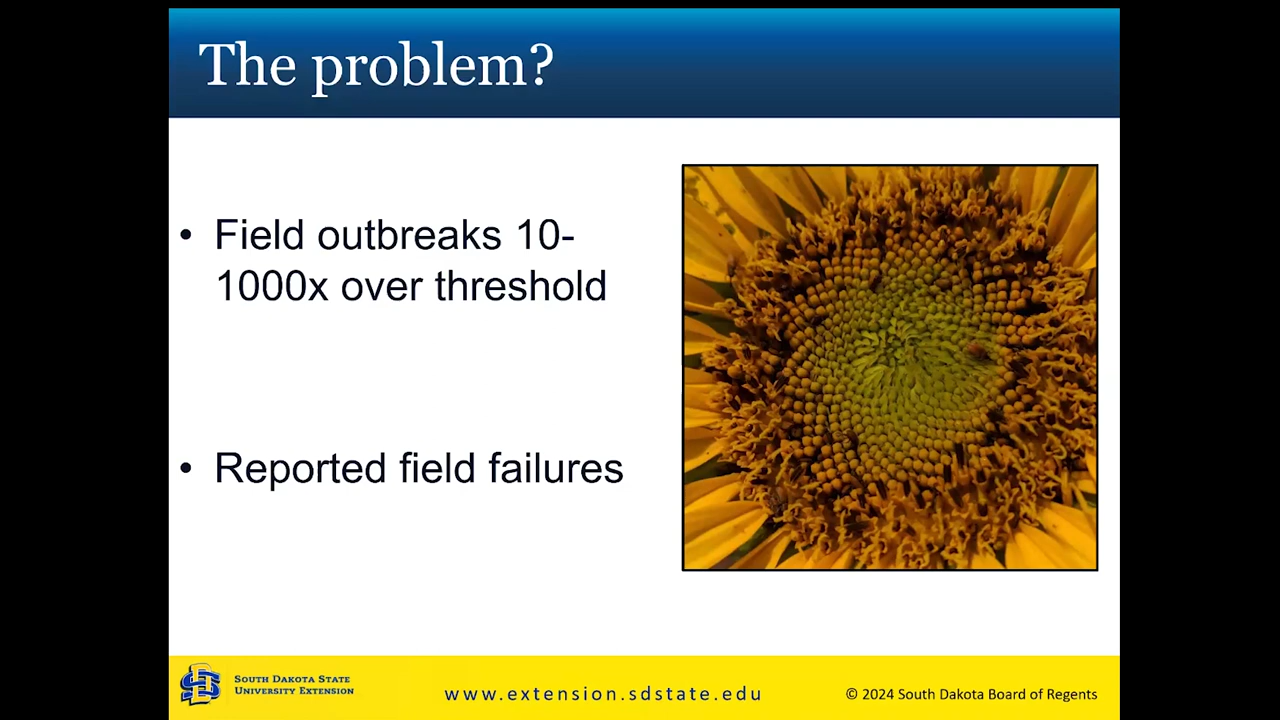 The problem?
• Field outbreaks 10-
1000x over threshold
• Reported field failures
SOUTH DAKOTA STATE
UNIVERSITY EXTENSION
www.extension.sdstate.edu
© 2024 South Dakota Board of Regents